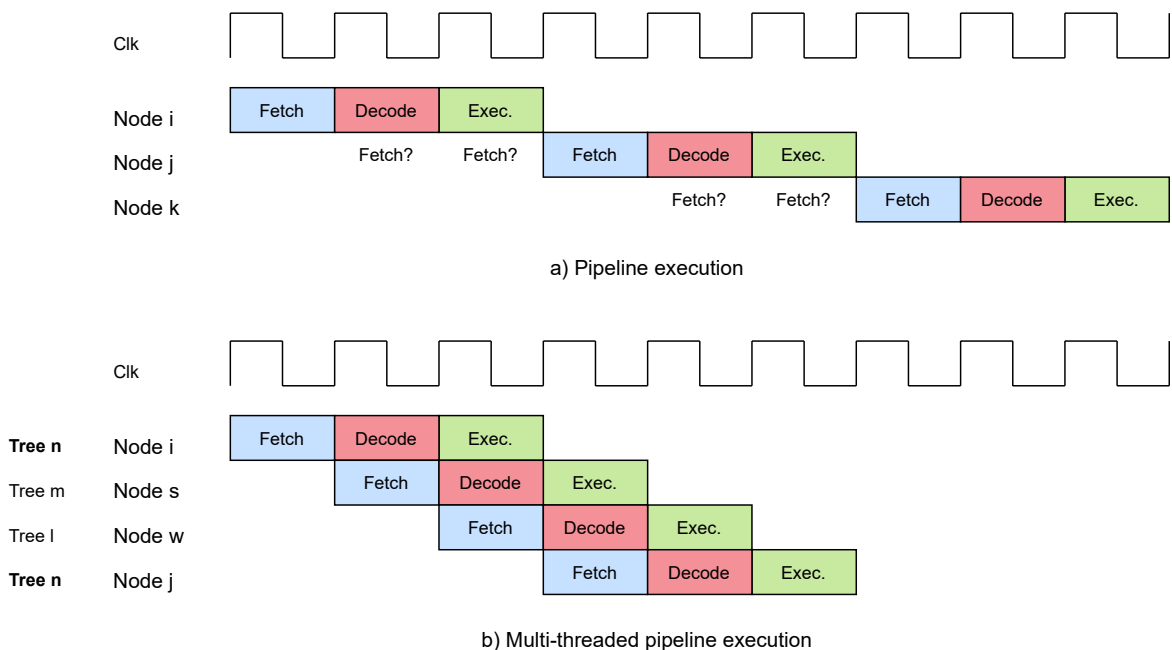 Clk
Node i Fetch Decode Exec.
Node j Fetch? Fetch? Fetch Decode Exec.
Node k Fetch? Fetch? Fetch Decode Exec.
a) Pipeline execution
Clk
Tree n Node i Fetch Decode Exec.
Tree m Node s Fetch Decode Exec.
Tree l Node w Fetch Decode Exec.
Tree n Node j Fetch Decode Exec.
b) Multi-threaded pipeline execution